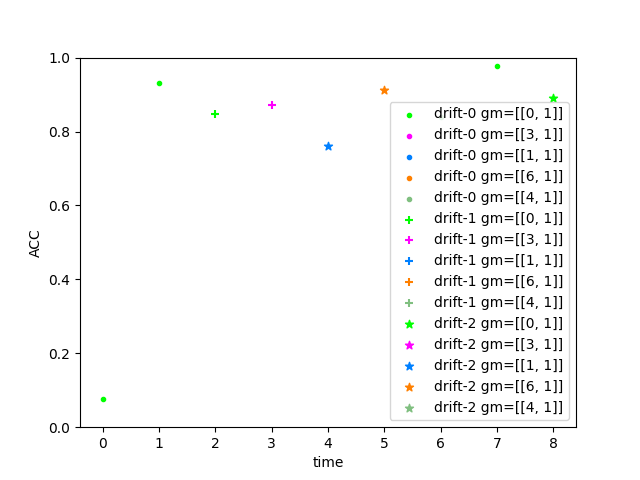 1.0
0.8
0.6
0.4
0.2
0.0
ACC
drift-0 gm=[[0, 1]]
drift-0 gm=[[3, 1]]
drift-0 gm=[[1, 1]]
drift-0 gm=[[6, 1]]
drift-0 gm=[[4, 1]]
drift-1 gm=[[0, 1]]
drift-1 gm=[[3, 1]]
drift-1 gm=[[1, 1]]
drift-1 gm=[[6, 1]]
drift-1 gm=[[4, 1]]
drift-2 gm=[[0, 1]]
drift-2 gm=[[3, 1]]
drift-2 gm=[[1, 1]]
drift-2 gm=[[6, 1]]
drift-2 gm=[[4, 1]]
0 1 2 3 4 5 6 7 8
time